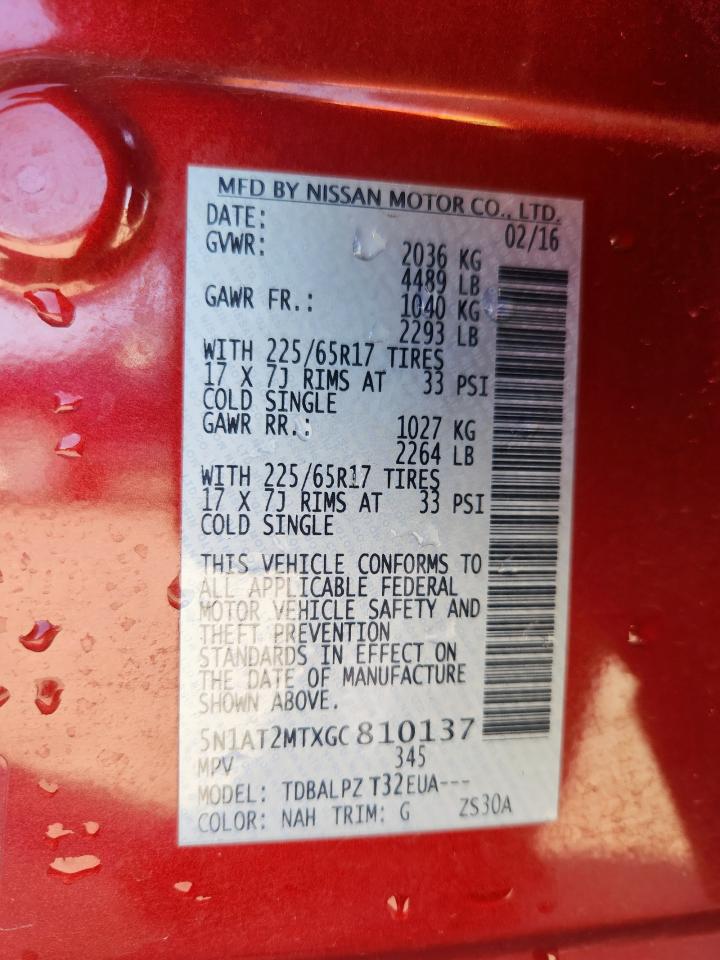 MFD BY NISSAN MOTOR CO., LTD.
DATE: 02/16
GVWR: 2036 KG
4489 LB
GAWR FR.: 1040 KG
2293 LB
WITH 225/65R17 TIRES
17 X 7J RIMS AT 33 PSI
COLD SINGLE
GAWR RR.: 1027 KG
2264 LB
WITH 225/65R17 TIRES
17 X 7J RIMS AT 33 PSI
COLD SINGLE
THIS VEHICLE CONFORMS TO
ALL APPLICABLE FEDERAL
MOTOR VEHICLE SAFETY AND
THEFT PREVENTION
STANDARDS IN EFFECT ON
THE DATE OF MANUFACTURE
SHOWN ABOVE.
5N1AT2MTXGC810137
MPV 345
MODEL: TDBALPZ T32EUA---
COLOR: NAH TRIM: G ZS30A